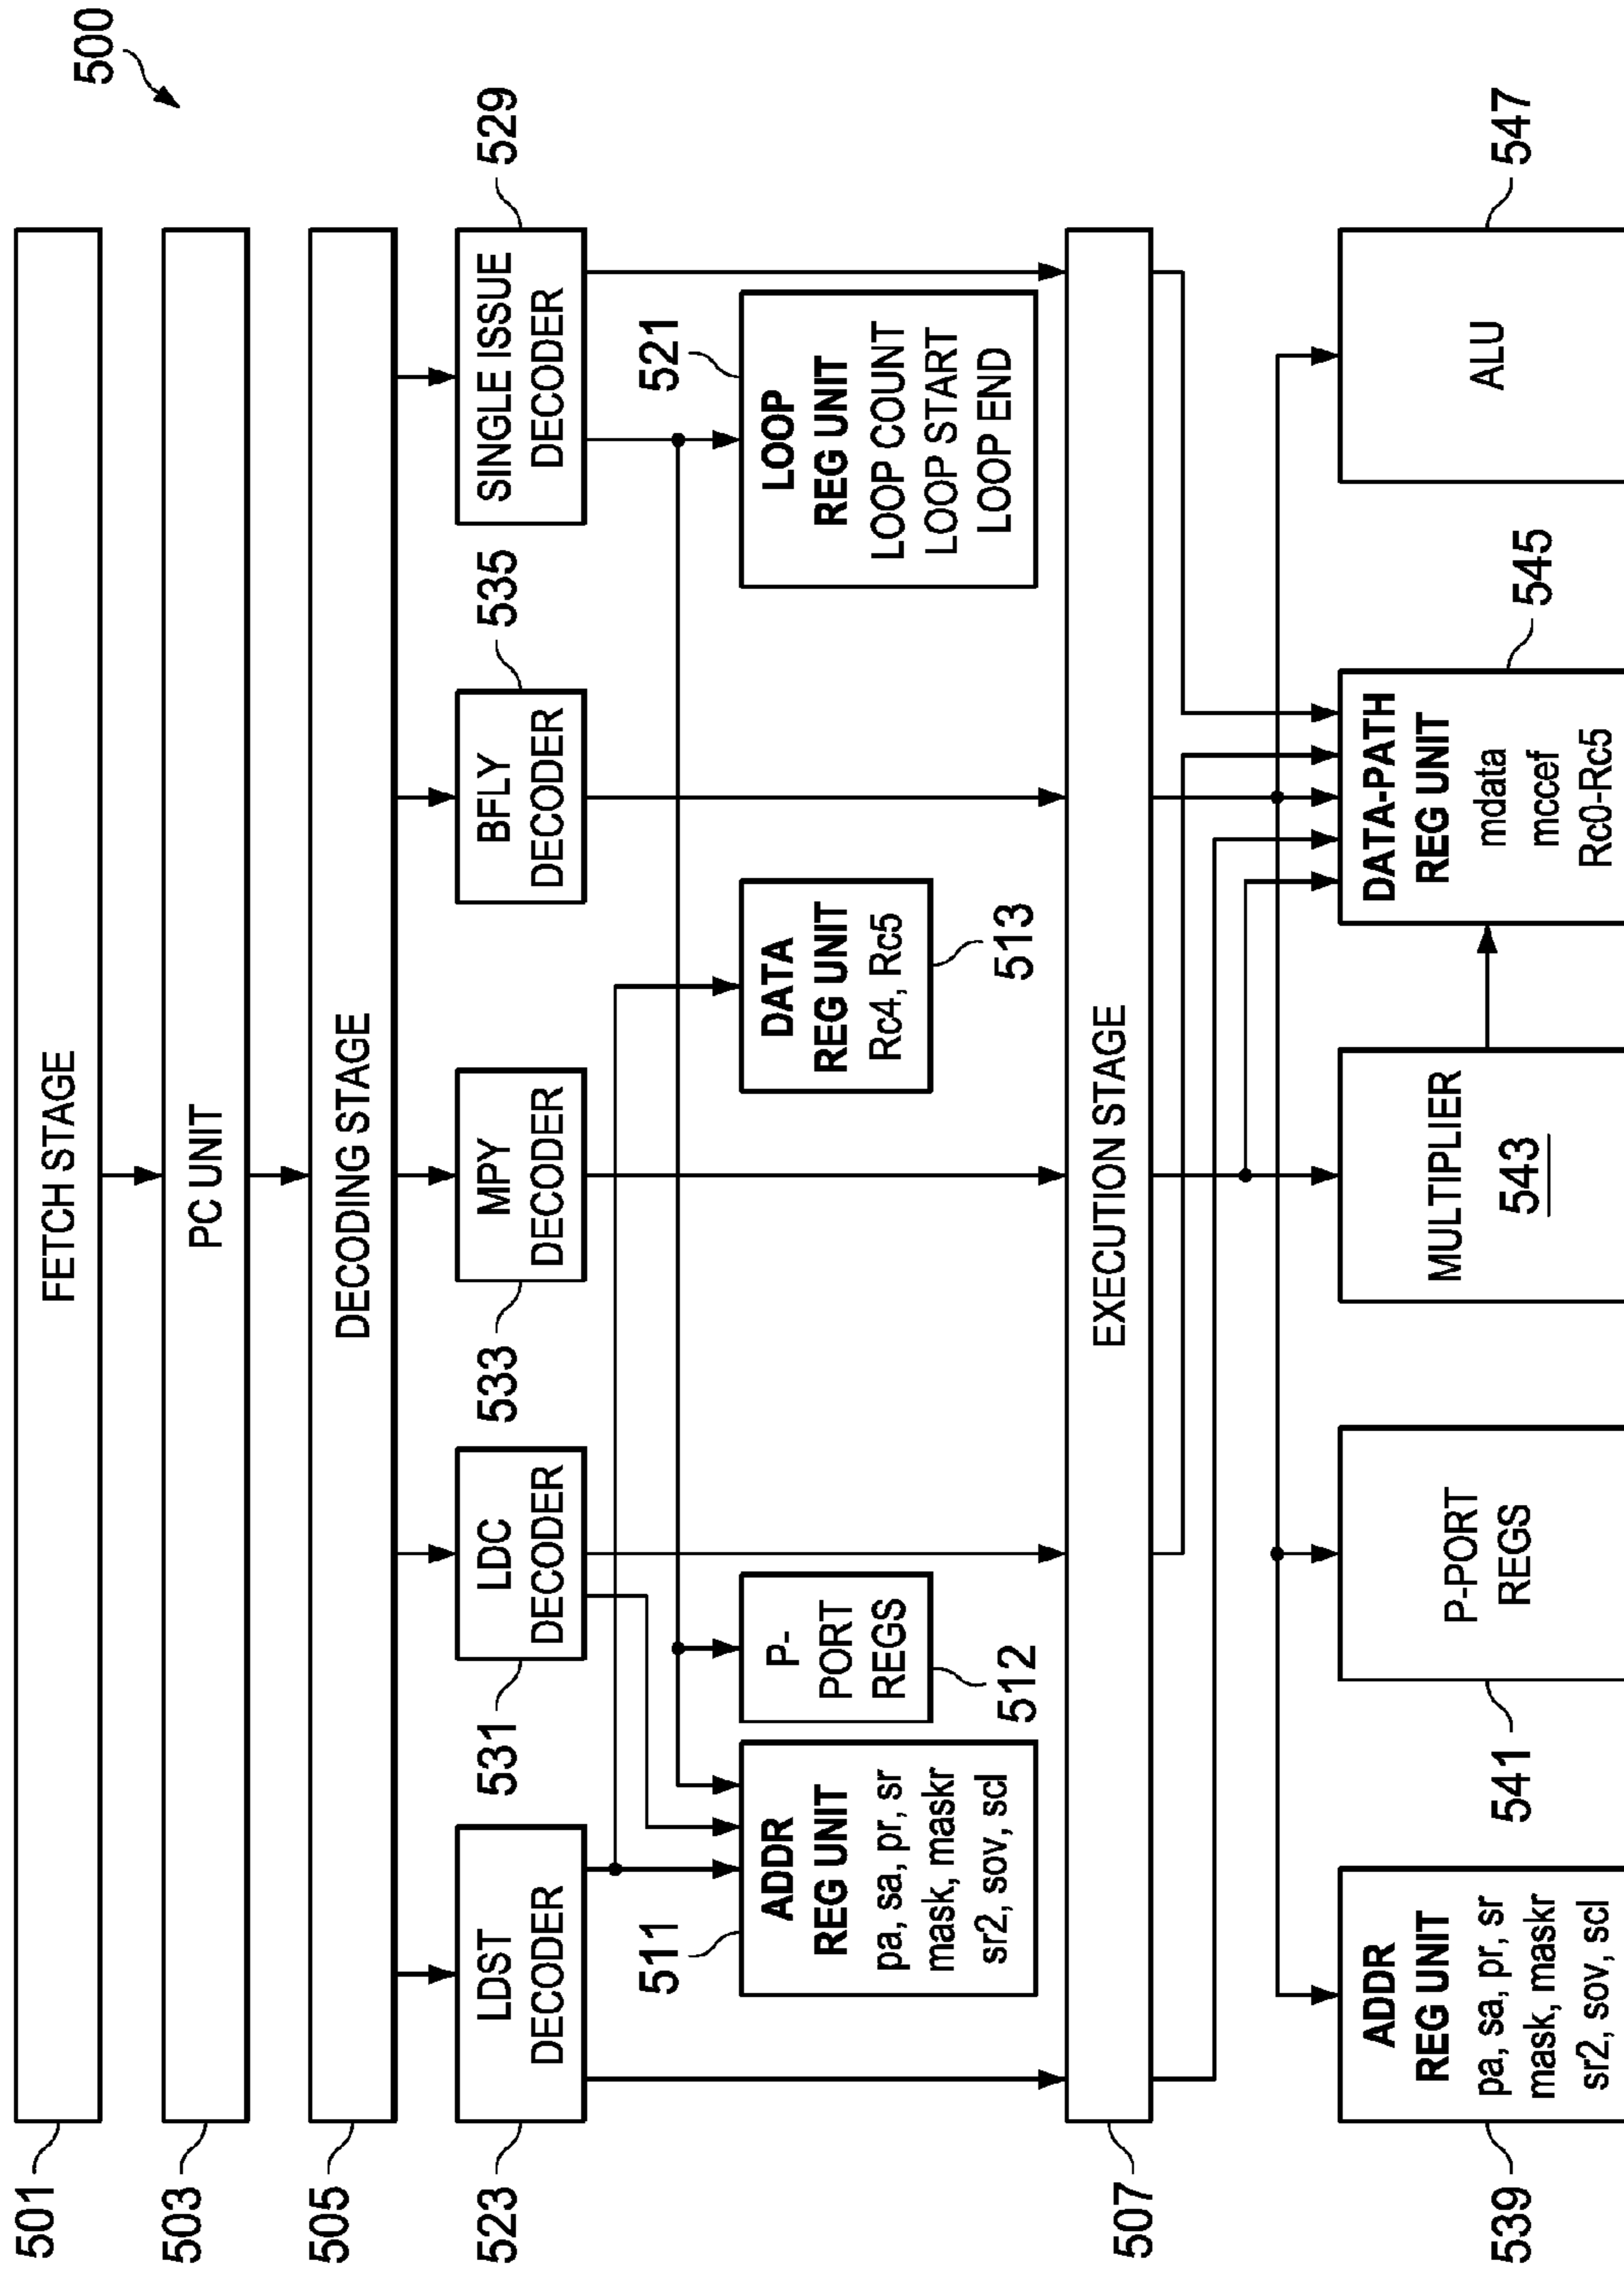 500
501
FETCH STAGE
503
PC UNIT
505
DECODING STAGE
523
LDST
DECODER
531
LDC
DECODER
533
MPY
DECODER
535
BFLY
DECODER
529
SINGLE ISSUE
DECODER
511
ADDR
REG UNIT
pa, sa, pr, sr
mask, maskr
sr2, sov, scl
512
P-
PORT
REGS
513
DATA
REG UNIT
Rc4, Rc5
521
LOOP
REG UNIT
LOOP COUNT
LOOP START
LOOP END
507
EXECUTION STAGE
539
ADDR
REG UNIT
pa, sa, pr, sr
mask, maskr
sr2, sov, scl
541
P-PORT
REGS
MULTIPLIER
543
545
DATA-PATH
REG UNIT
mdata
mccef
Rc0-Rc5
547
ALU